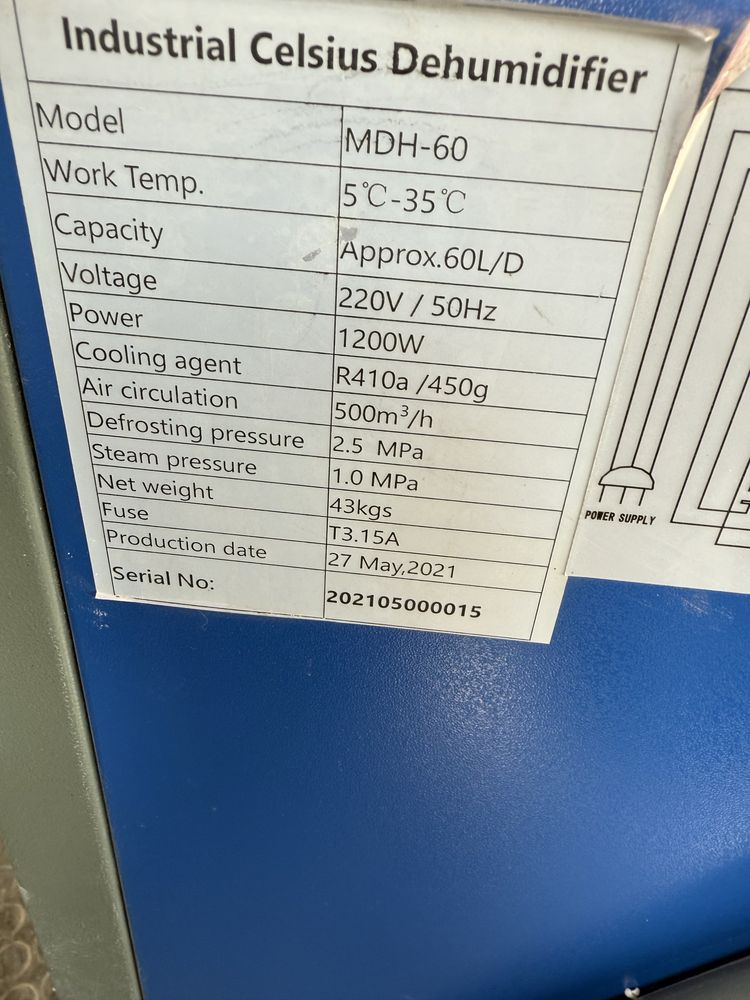 Industrial Celsius Dehumidifier
Model MDH-60
Work Temp. 5℃-35℃
Capacity Approx.60L/D
Voltage 220V / 50Hz
Power 1200W
Cooling agent R410a /450g
Air circulation 500m³/h
Defrosting pressure 2.5 MPa
Steam pressure 1.0 MPa
Net weight 43kgs
Fuse T3.15A
Production date 27 May,2021
Serial No: 202105000015
POWER SUPPLY